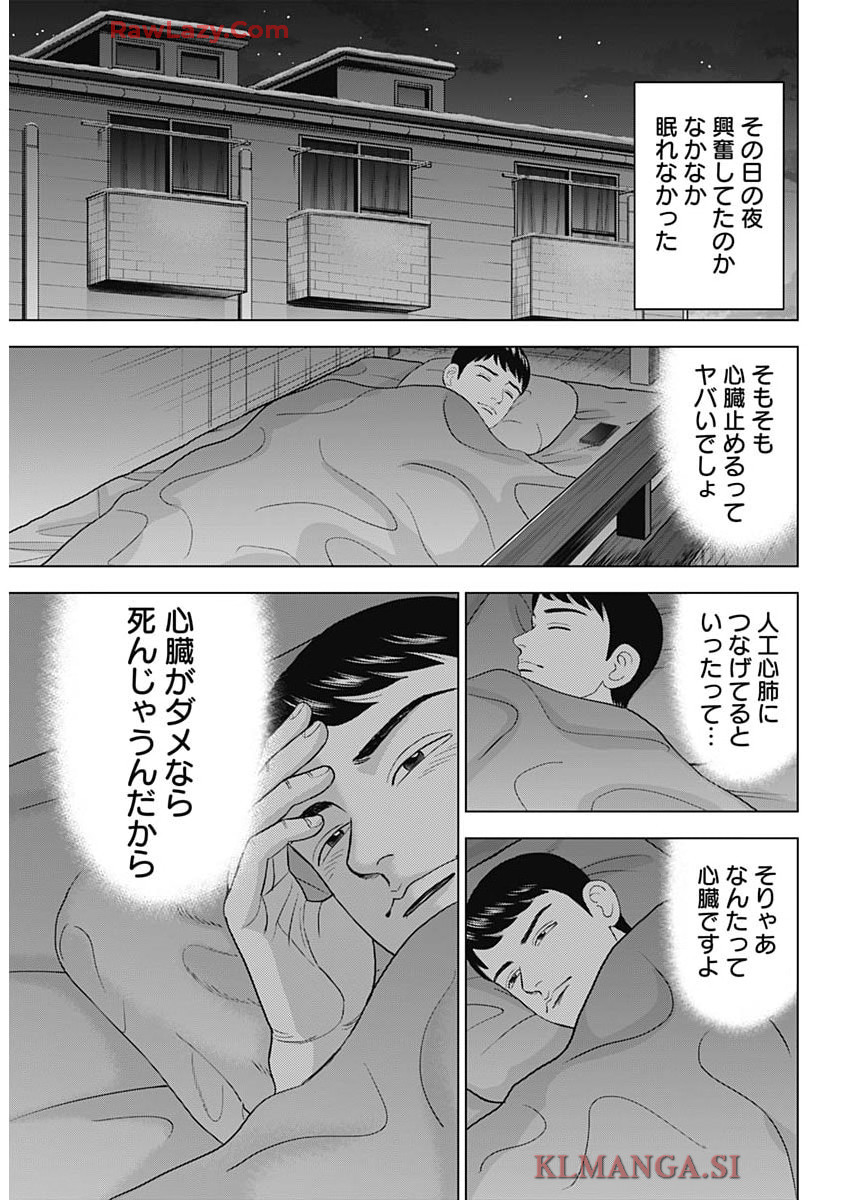 RawLazy.Com
その日の夜
興奮してたのか
なかなか
眠れなかった
そもそも
心臓止めるって
ヤバいでしょ
人工心肺に
つなげてると
いったって…
そりゃあ
なんたって
心臓ですよ
心臓がダメなら
死んじゃうんだから
KLMANGA.SI